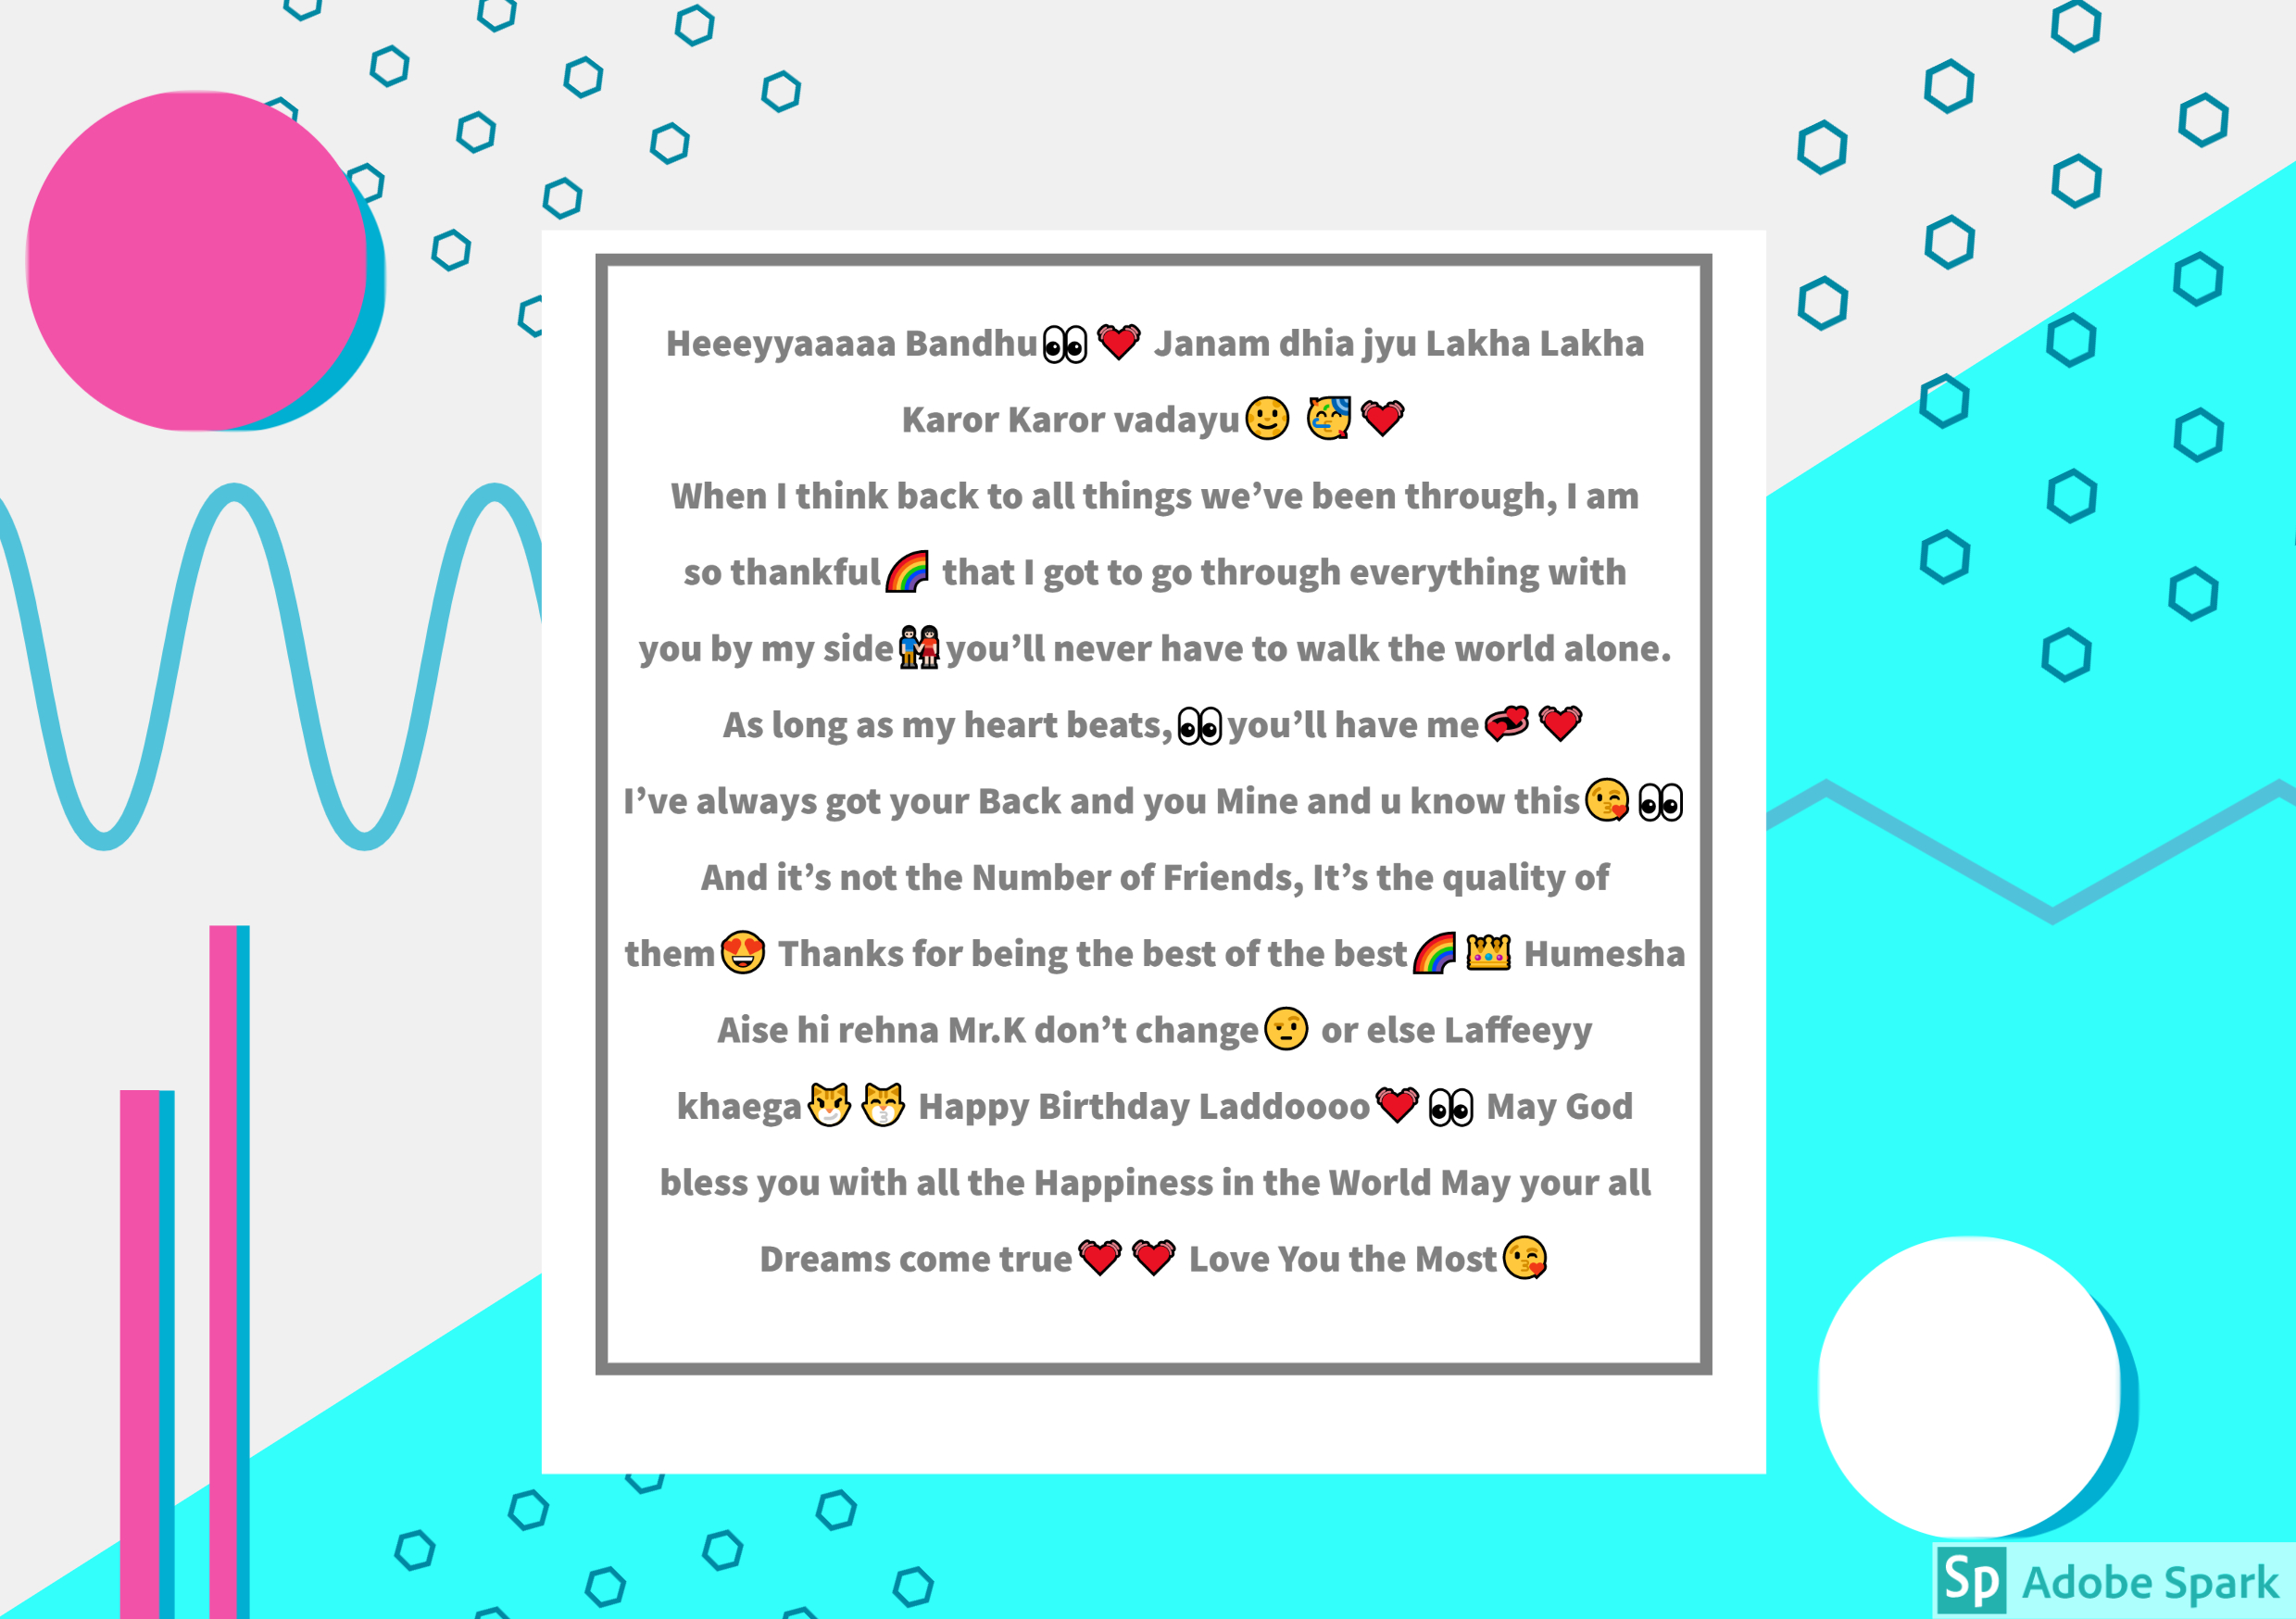 Heeeyyaaaaa Bandhu👀💓 Janam dhia jyu Lakha Lakha
Karor Karor vadayu🙂 🥳💓
When I think back to all things we’ve been through, I am
so thankful🌈 that I got to go through everything with
you by my side👫you’ll never have to walk the world alone.
As long as my heart beats,👀you’ll have me💞💓
I’ve always got your Back and you Mine and u know this😘👀
And it’s not the Number of Friends, It’s the quality of
them😍 Thanks for being the best of the best🌈👑 Humesha
Aise hi rehna Mr.K don’t change🤨 or else Laffeeyy
khaega😼😽 Happy Birthday Laddoooo💓👀 May God
bless you with all the Happiness in the World May your all
Dreams come true💓💓 Love You the Most😘
Sp Adobe Spark